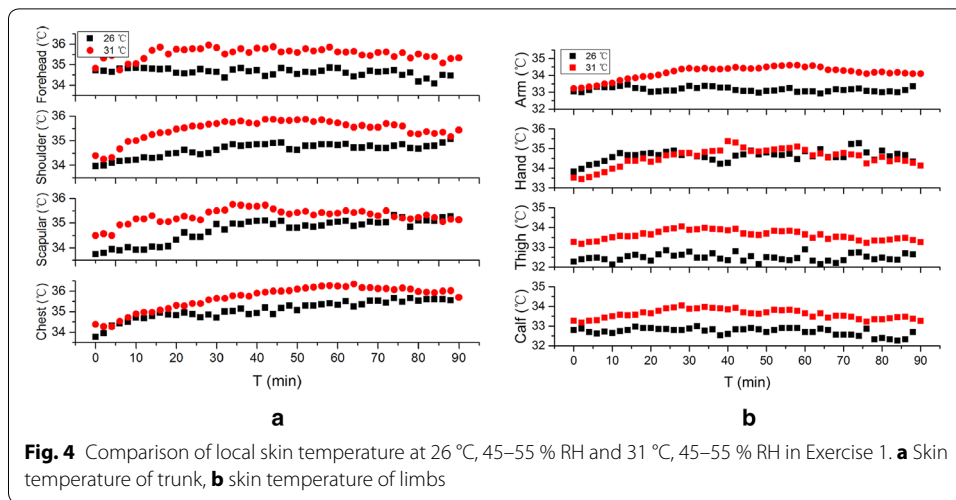 26 ℃
31 ℃
Forehead (℃)
36
35
34
Shoulder (℃)
36
35
34
Scapular (℃)
36
35
34
Chest (℃)
36
35
34
0 10 20 30 40 50 60 70 80 90
T (min)
a
26 ℃
31 ℃
Arm (℃)
35
34
33
32
Hand (℃)
36
35
34
33
Thigh (℃)
35
34
33
32
Calf (℃)
35
34
33
32
0 10 20 30 40 50 60 70 80 90
T (min)
b
Fig. 4 Comparison of local skin temperature at 26 °C, 45–55 % RH and 31 °C, 45–55 % RH in Exercise 1. a Skin
temperature of trunk, b skin temperature of limbs